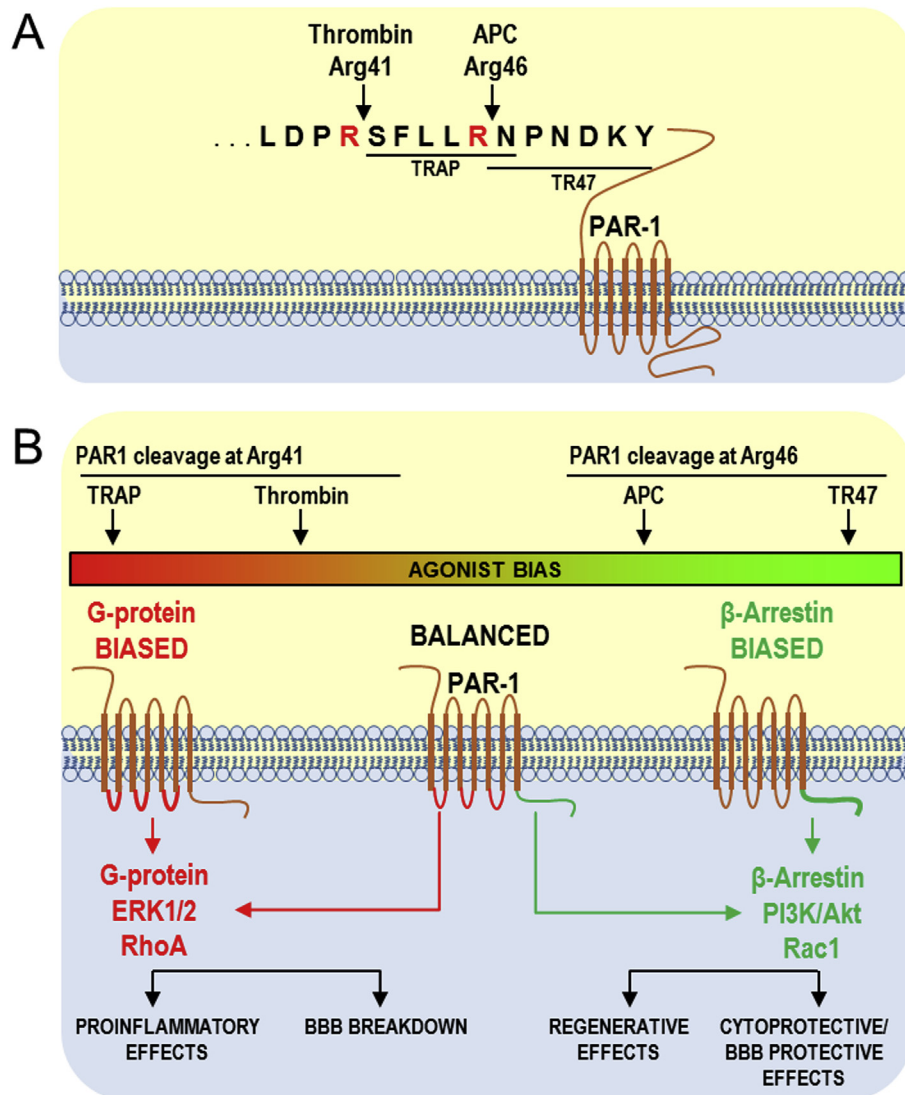 A
Thrombin
Arg41
APC
Arg46
...LDPRSFLLRNPNDKY
TRAP
TR47
PAR-1
B
PAR1 cleavage at Arg41
PAR1 cleavage at Arg46
TRAP
Thrombin
APC
TR47
AGONIST BIAS
G-protein
BIASED
BALANCED
β-Arrestin
BIASED
PAR-1
G-protein
ERK1/2
RhoA
β-Arrestin
PI3K/Akt
Rac1
PROINFLAMMATORY
EFFECTS
BBB BREAKDOWN
REGENERATIVE
EFFECTS
CYTOPROTECTIVE/
BBB PROTECTIVE
EFFECTS